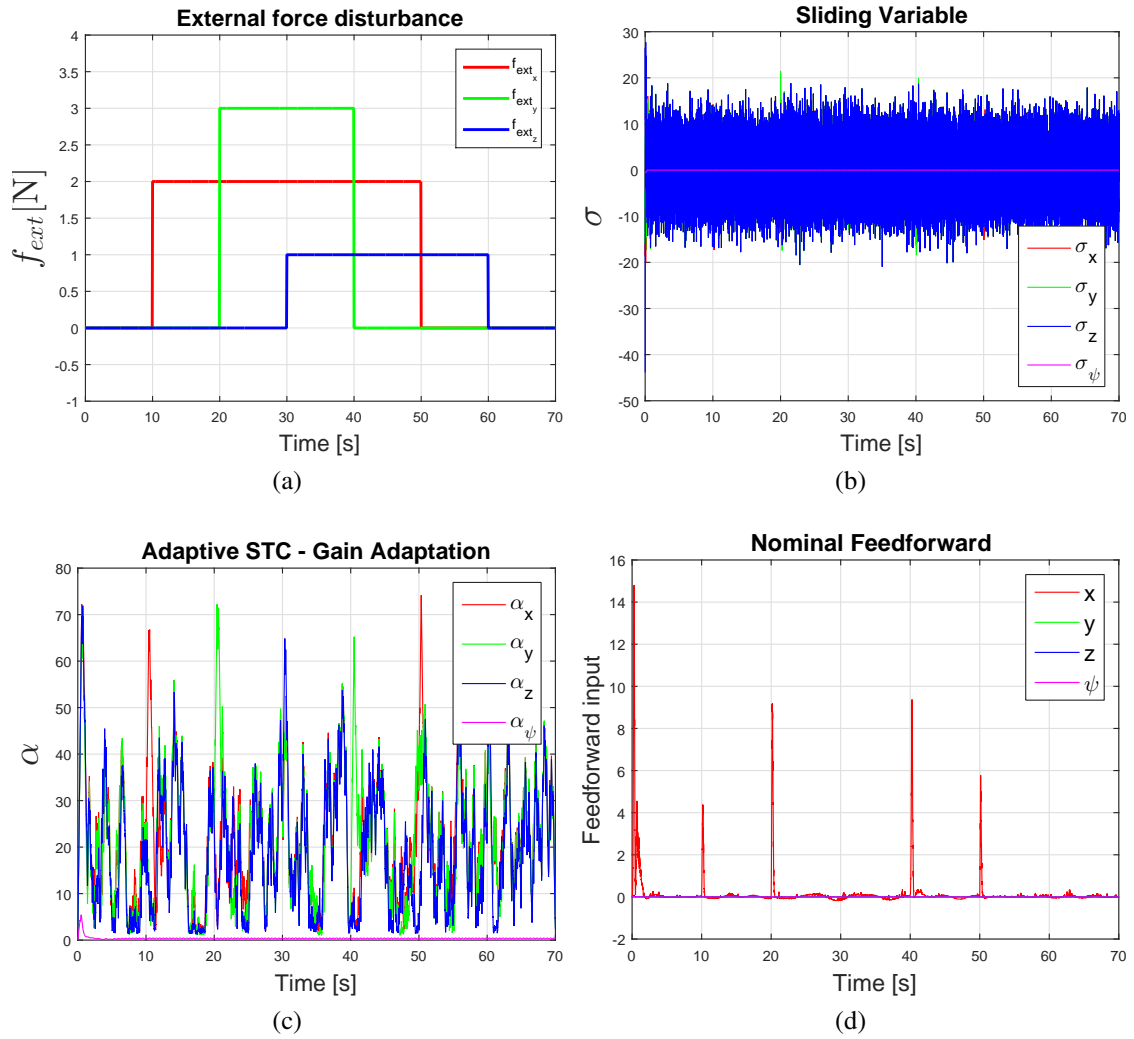 External force disturbance
4
3.5
3
2.5
2
1.5
1
0.5
0
-0.5
-1
f_ext[N]
f_ext_x
f_ext_y
f_ext_z
0 10 20 30 40 50 60 70
Time [s]
(a)
Sliding Variable
30
20
10
0
-10
-20
-30
-40
-50
σ
σ_x
σ_y
σ_z
σ_ψ
0 10 20 30 40 50 60 70
Time [s]
(b)
Adaptive STC - Gain Adaptation
80
70
60
50
40
30
20
10
0
α
α_x
α_y
α_z
α_ψ
0 10 20 30 40 50 60 70
Time [s]
(c)
Nominal Feedforward
16
14
12
10
8
6
4
2
0
-2
Feedforward input
x
y
z
ψ
0 10 20 30 40 50 60 70
Time [s]
(d)